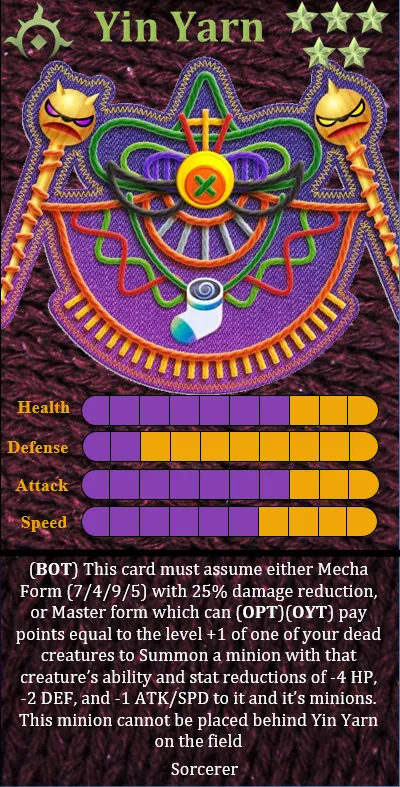 Yin Yarn
Health
Defense
Attack
Speed
(BOT) This card must assume either Mecha
Form (7/4/9/5) with 25% damage reduction,
or Master form which can (OPT)(OYT) pay
points equal to the level +1 of one of your dead
creatures to Summon a minion with that
creature's ability and stat reductions of -4 HP,
-2 DEF, and -1 ATK/SPD to it and it's minions.
This minion cannot be placed behind Yin Yarn
on the field
Sorcerer